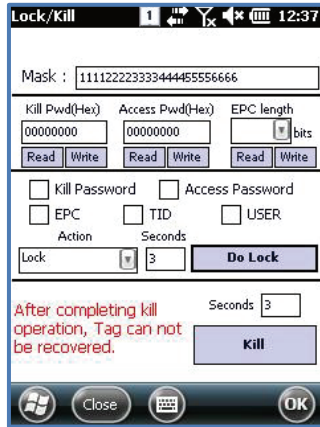 Lock/Kill 1 12:37
Mask : 111122223333444455556666
Kill Pwd(Hex) Access Pwd(Hex) EPC length
00000000 00000000 bits
Read Write Read Write Read Write
Kill Password Access Password
EPC TID USER
Action Seconds
Lock 3 Do Lock
Seconds 3
After completing kill
operation, Tag can not
be recovered.
Kill
Close OK